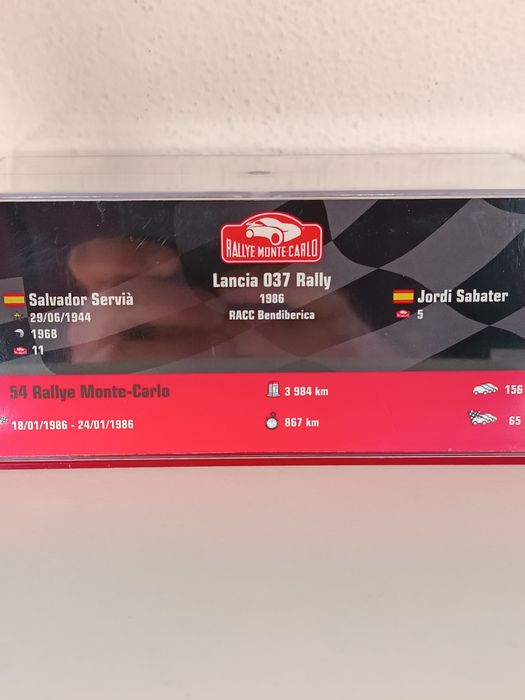 RALLYE MONTE-CARLO
Lancia 037 Rally
1986
RACC Bendiberica
Salvador Servià
29/06/1944
1968
11
Jordi Sabater
5
54 Rallye Monte-Carlo
3 984 km
156
18/01/1986 - 24/01/1986
867 km
65